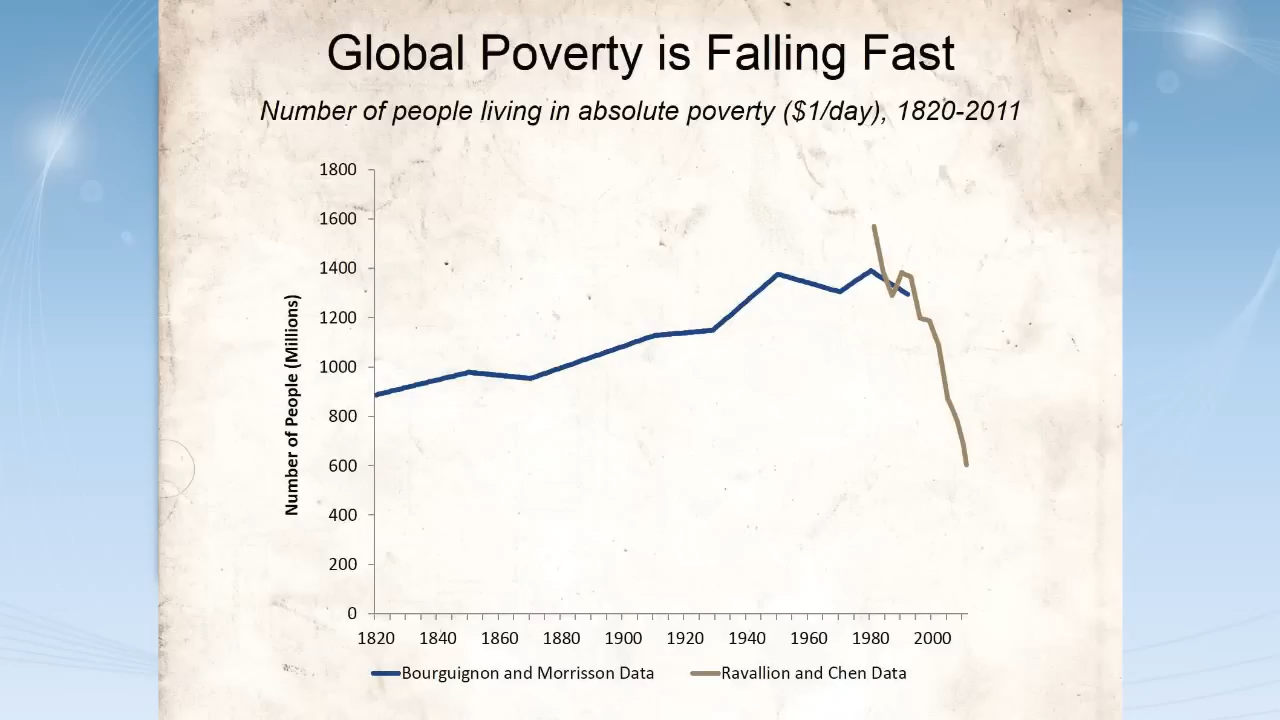 Global Poverty is Falling Fast
Number of people living in absolute poverty ($1/day), 1820-2011
1800
1600
1400
1200
1000
800
600
400
200
0
Number of People (Millions)
1820 1840 1860 1880 1900 1920 1940 1960 1980 2000
Bourguignon and Morrisson Data Ravallion and Chen Data